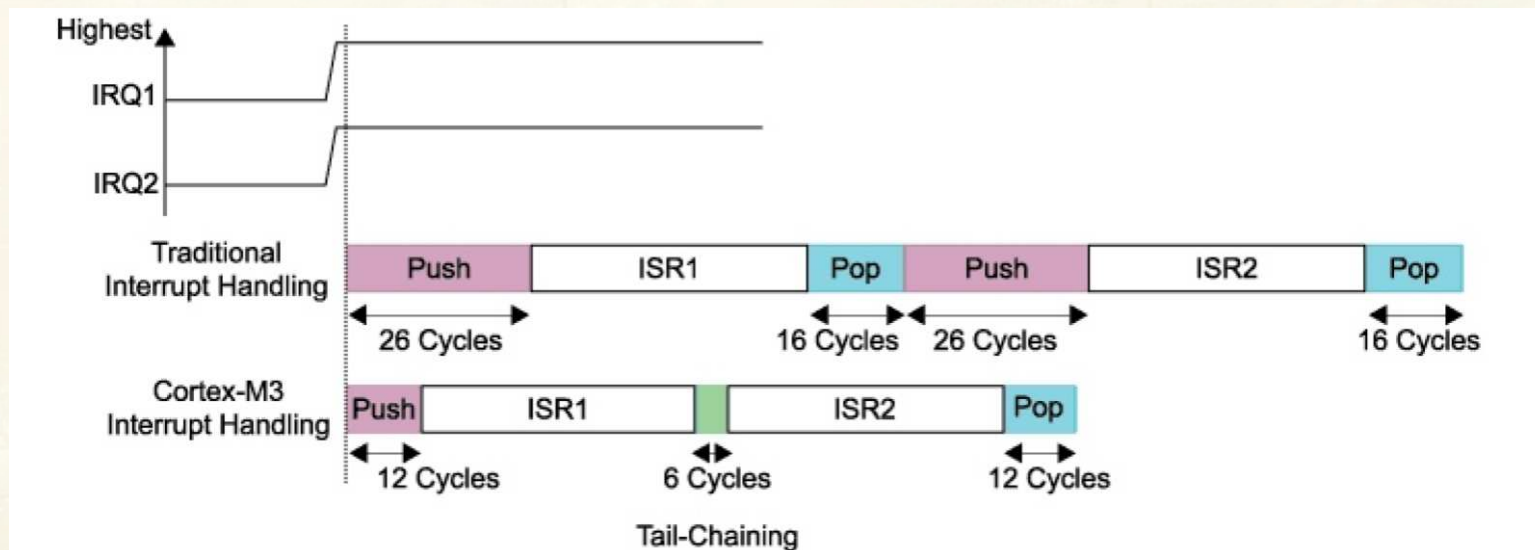 Highest
IRQ1
IRQ2
Traditional
Interrupt Handling
Push
ISR1
Pop
Push
ISR2
Pop
26 Cycles
16 Cycles
26 Cycles
16 Cycles
Cortex-M3
Interrupt Handling
Push
ISR1
ISR2
Pop
12 Cycles
6 Cycles
12 Cycles
Tail-Chaining